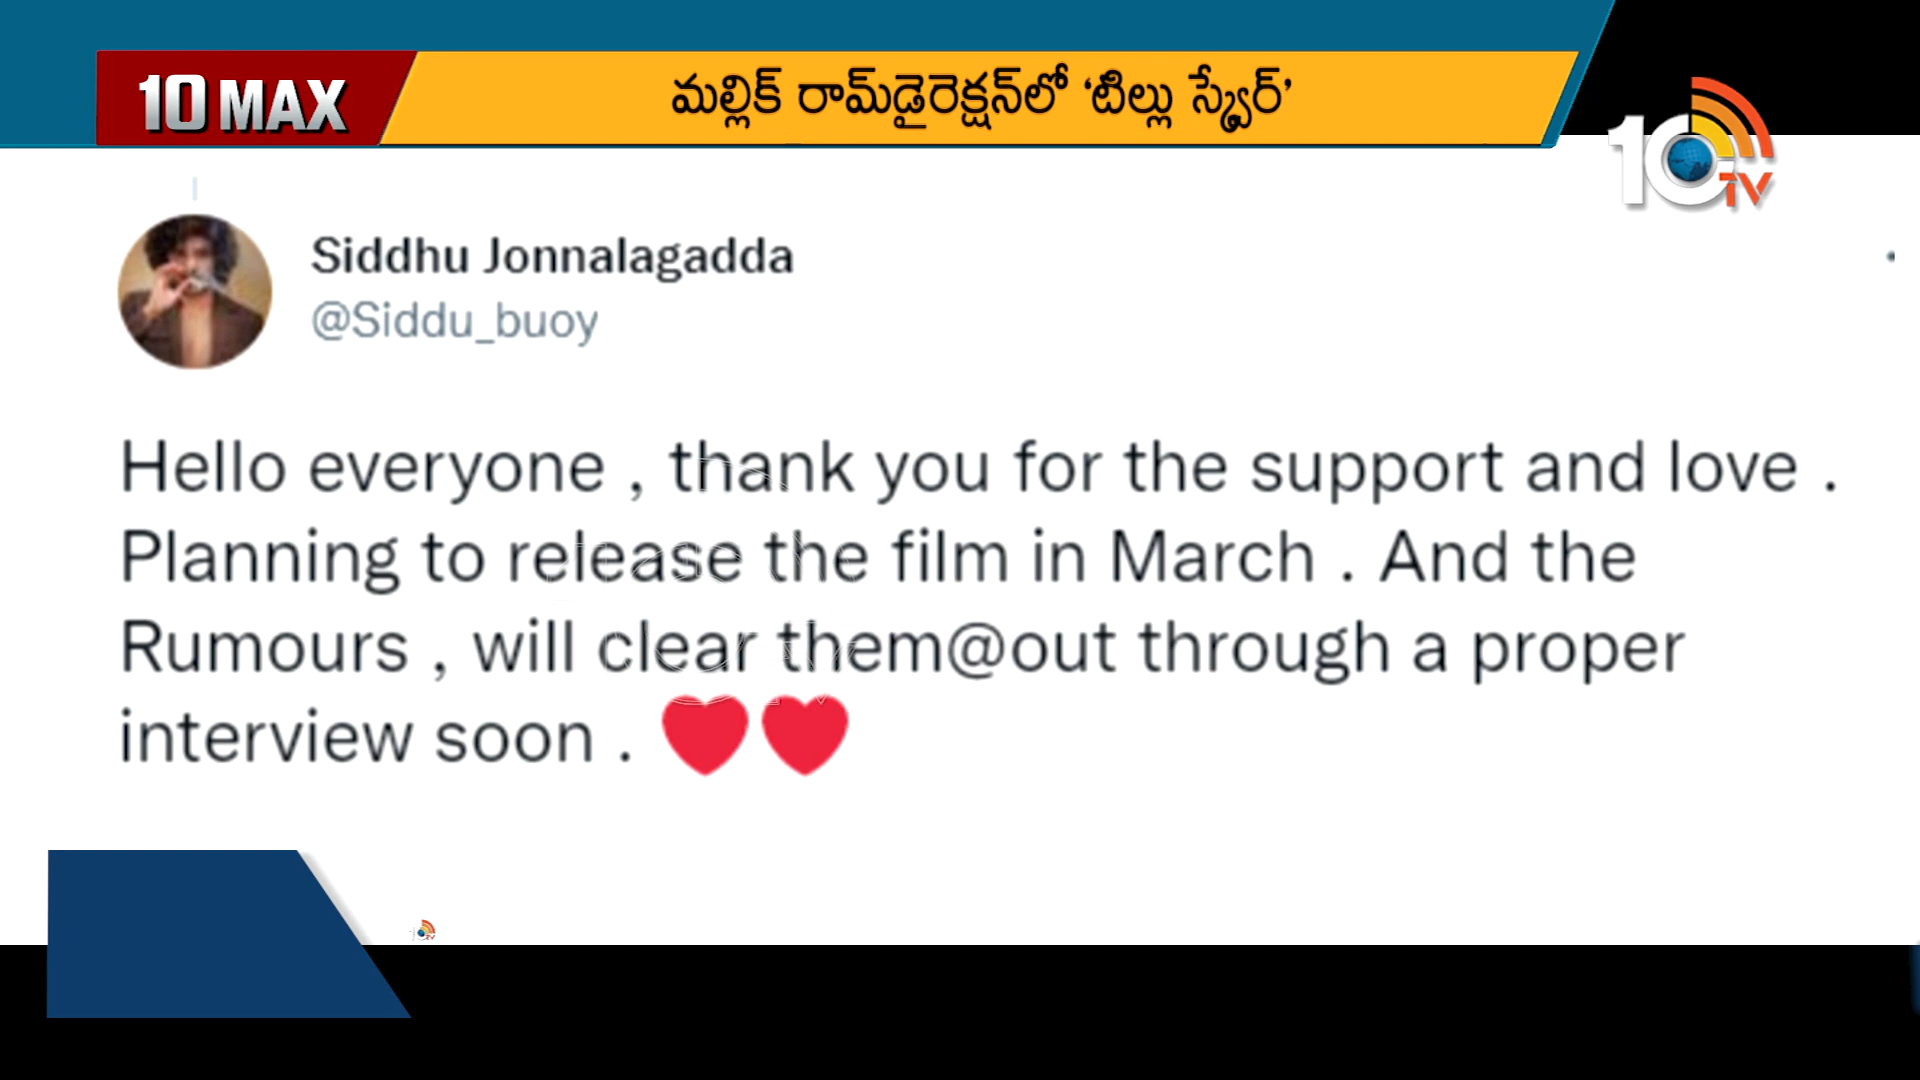 10 MAX
మల్లిక్ రామ్‌డైరెక్షన్‌లో ‘టిల్లు స్క్వేర్’
10TV
Siddhu Jonnalagadda
@Siddu_buoy
Hello everyone , thank you for the support and love .
Planning to release the film in March . And the
Rumours , will clear them@out through a proper
interview soon . ❤❤